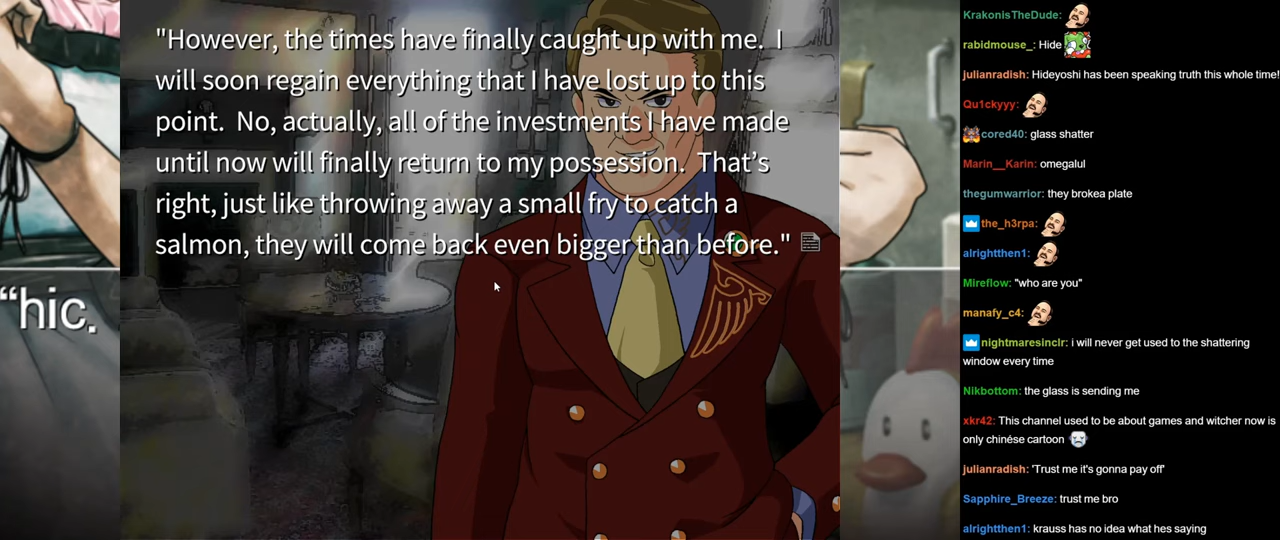 "However, the times have finally caught up with me.  I
will soon regain everything that I have lost up to this
point.  No, actually, all of the investments I have made
until now will finally return to my possession.  That's
right, just like throwing away a small fry to catch a
salmon, they will come back even bigger than before."
“hic.
KrakonisTheDude:
rabidmouse_: Hide
julianradish: Hideyoshi has been speaking truth this whole time!
Qu1ckyyy:
cored40: glass shatter
Marin__Karin: omegalul
thegumwarrior: they brokea plate
the_h3rpa:
alrightthen1:
Mireflow: "who are you"
manafy_c4:
nightmaresinclr: i will never get used to the shattering
window every time
Nikbottom: the glass is sending me
xkr42: This channel used to be about games and witcher now is
only chinése cartoon
julianradish: 'Trust me it's gonna pay off'
Sapphire_Breeze: trust me bro
alrightthen1: krauss has no idea what hes saying